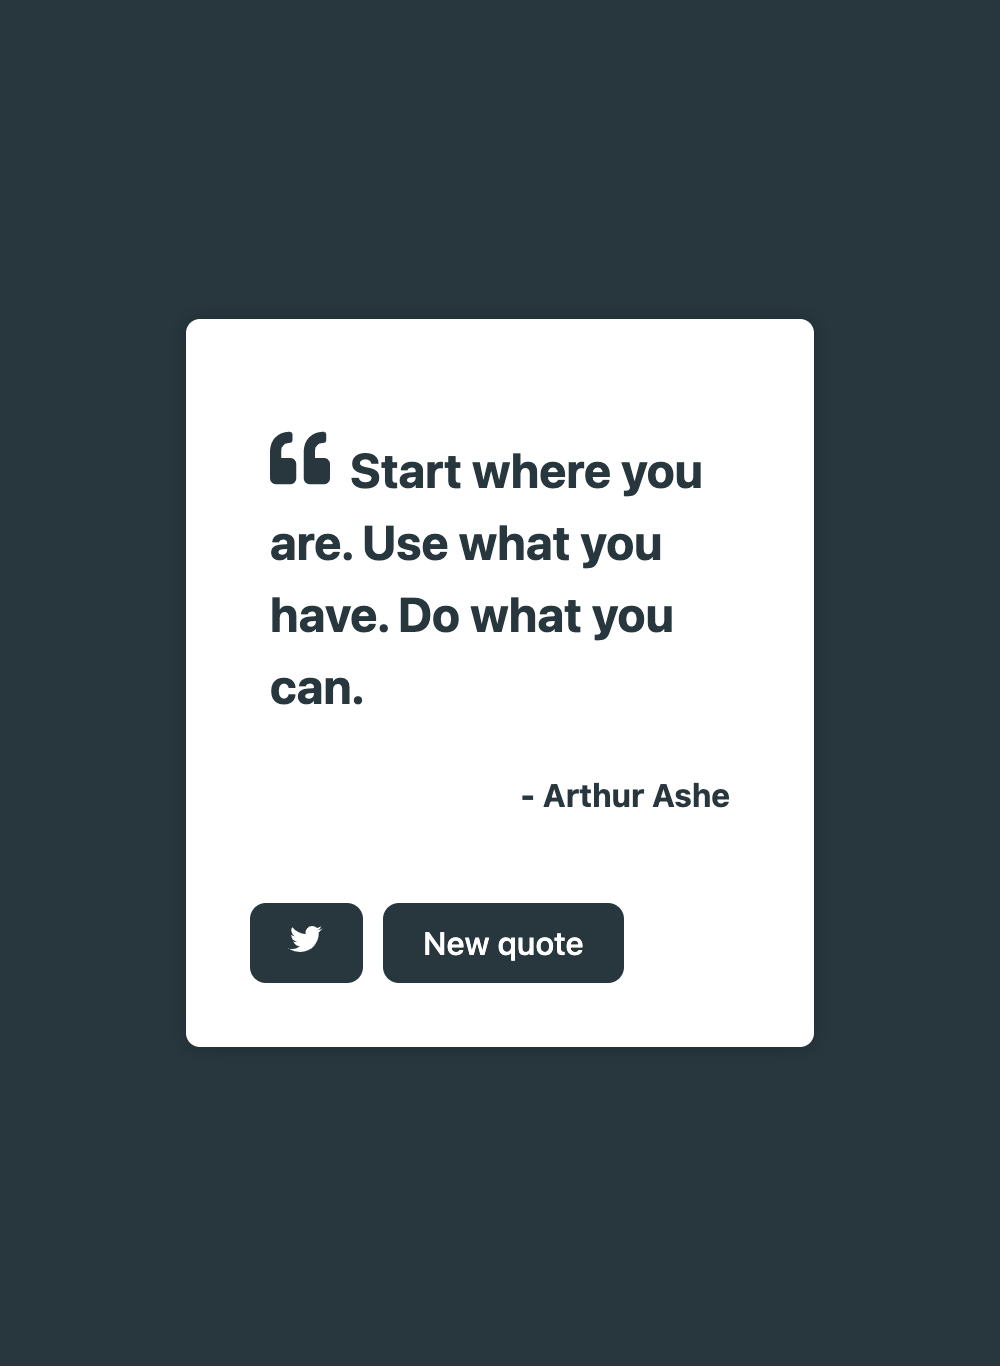 “ Start where you
are. Use what you
have. Do what you
can.
- Arthur Ashe
New quote